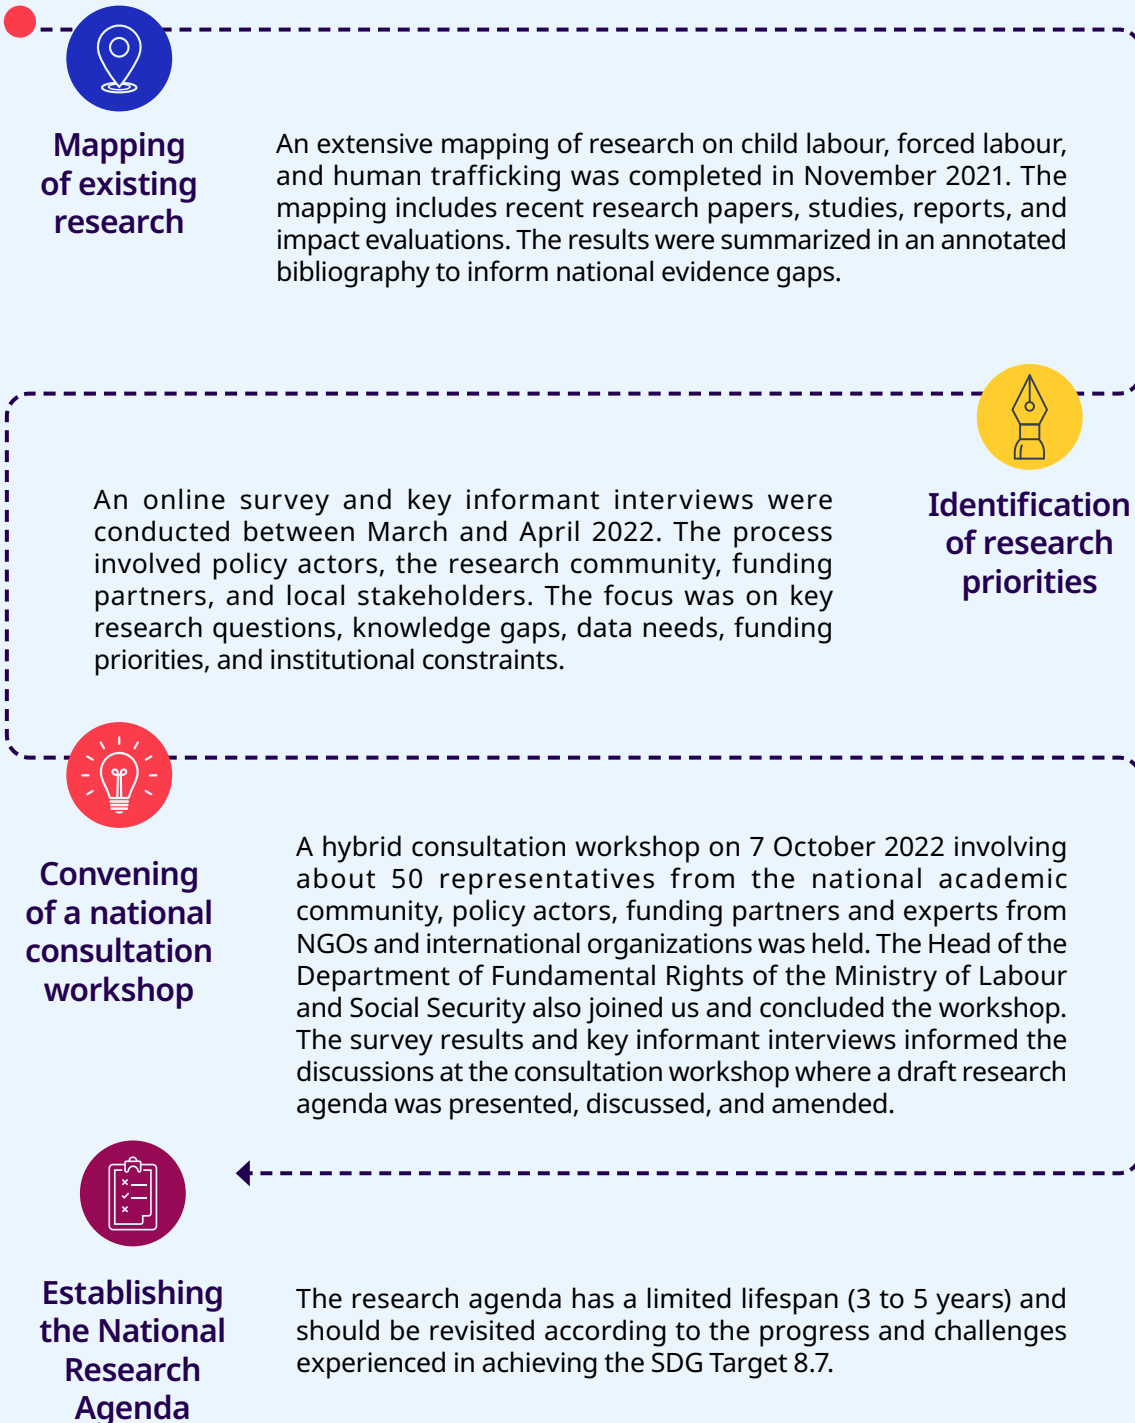 Mapping
of existing
research
An extensive mapping of research on child labour, forced labour,
and human trafficking was completed in November 2021. The
mapping includes recent research papers, studies, reports, and
impact evaluations. The results were summarized in an annotated
bibliography to inform national evidence gaps.
An online survey and key informant interviews were
conducted between March and April 2022. The process
involved policy actors, the research community, funding
partners, and local stakeholders. The focus was on key
research questions, knowledge gaps, data needs, funding
priorities, and institutional constraints.
Identification
of research
priorities
Convening
of a national
consultation
workshop
A hybrid consultation workshop on 7 October 2022 involving
about 50 representatives from the national academic
community, policy actors, funding partners and experts from
NGOs and international organizations was held. The Head of the
Department of Fundamental Rights of the Ministry of Labour
and Social Security also joined us and concluded the workshop.
The survey results and key informant interviews informed the
discussions at the consultation workshop where a draft research
agenda was presented, discussed, and amended.
Establishing
the National
Research
Agenda
The research agenda has a limited lifespan (3 to 5 years) and
should be revisited according to the progress and challenges
experienced in achieving the SDG Target 8.7.